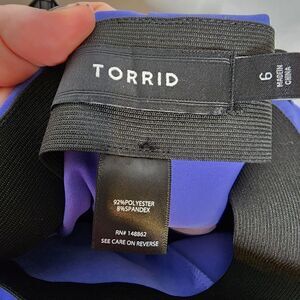 TORRID
6
MADE IN
CHINA
92%POLYESTER
8%SPANDEX
RN# 148862
SEE CARE ON REVERSE